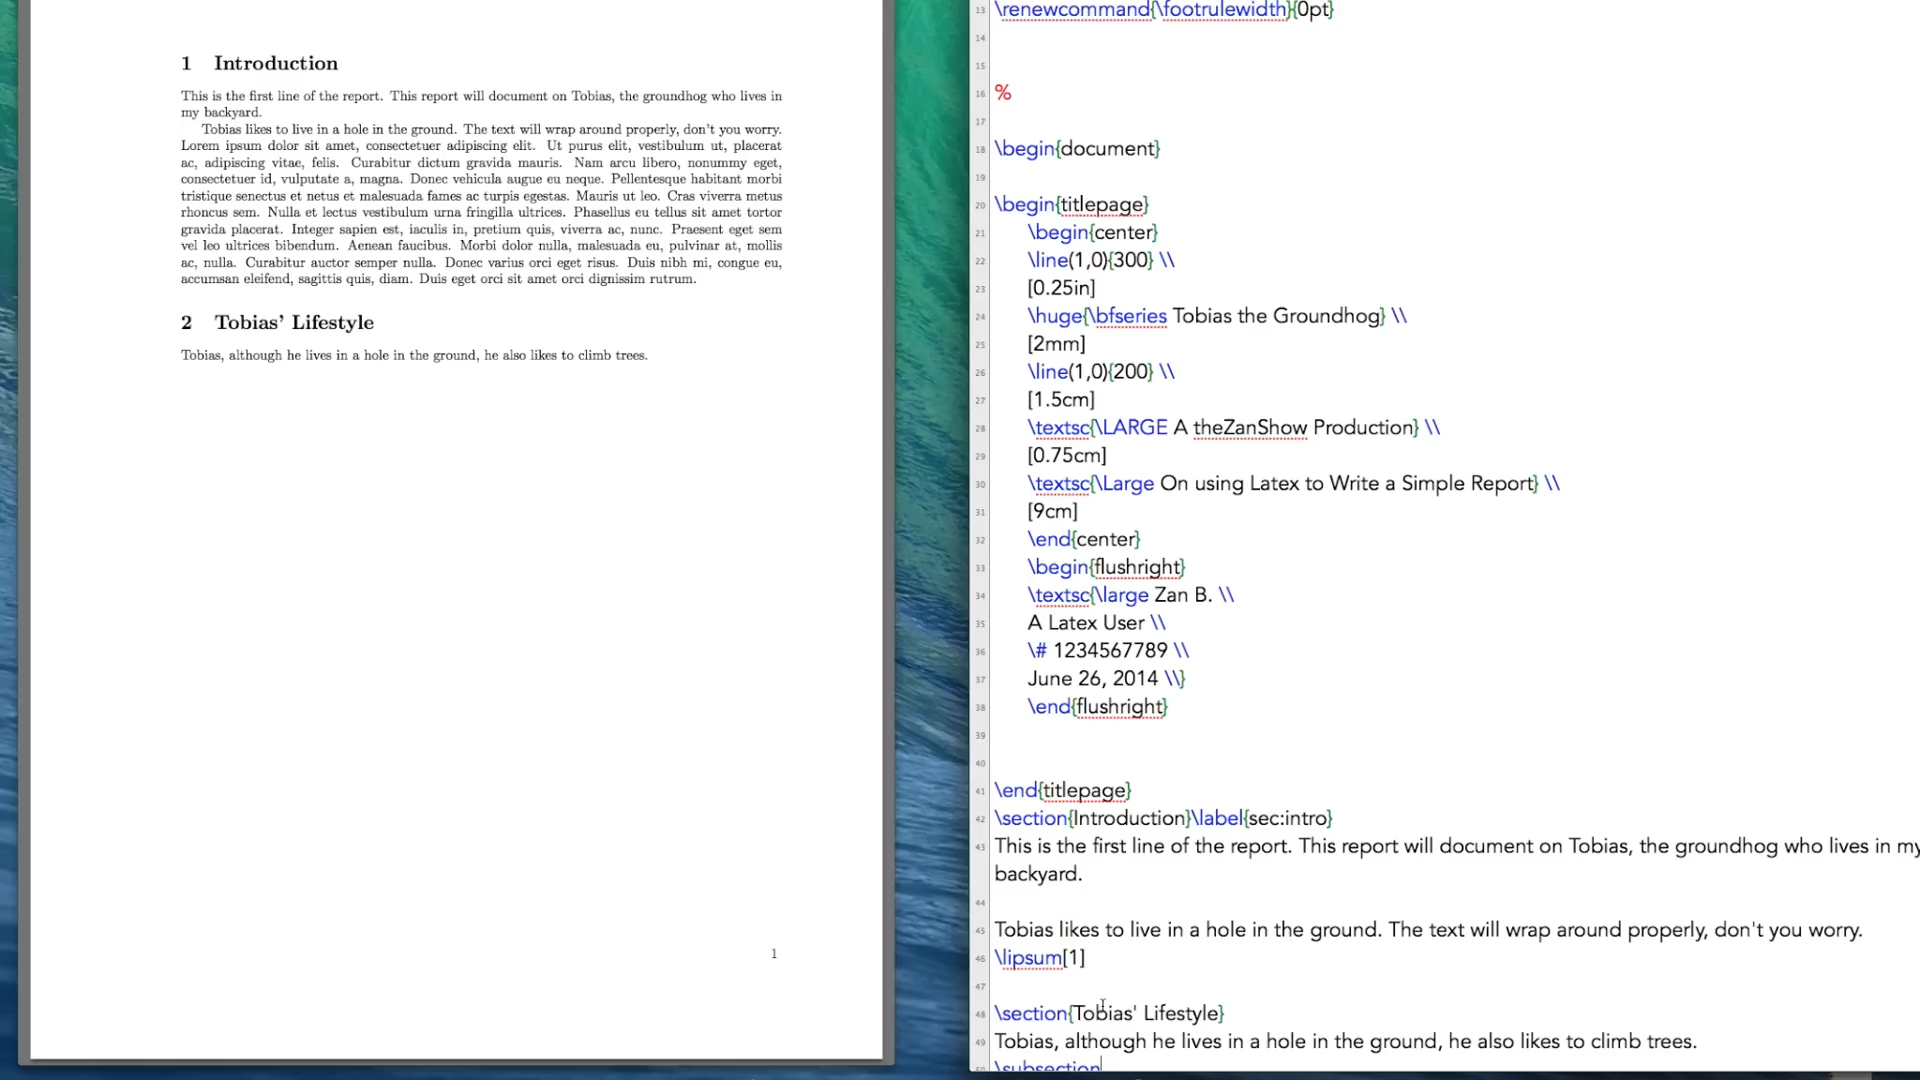 1 Introduction
This is the first line of the report. This report will document on Tobias, the groundhog who lives in
my backyard.
Tobias likes to live in a hole in the ground. The text will wrap around properly, don't you worry.
Lorem ipsum dolor sit amet, consectetuer adipiscing elit. Ut purus elit, vestibulum ut, placerat
ac, adipiscing vitae, felis. Curabitur dictum gravida mauris. Nam arcu libero, nonummy eget,
consectetuer id, vulputate a, magna. Donec vehicula augue eu neque. Pellentesque habitant morbi
tristique senectus et netus et malesuada fames ac turpis egestas. Mauris ut leo. Cras viverra metus
rhoncus sem. Nulla et lectus vestibulum urna fringilla ultrices. Phasellus eu tellus sit amet tortor
gravida placerat. Integer sapien est, iaculis in, pretium quis, viverra ac, nunc. Praesent eget sem
vel leo ultrices bibendum. Aenean faucibus. Morbi dolor nulla, malesuada eu, pulvinar at, mollis
ac, nulla. Curabitur auctor semper nulla. Donec varius orci eget risus. Duis nibh mi, congue eu,
accumsan eleifend, sagittis quis, diam. Duis eget orci sit amet orci dignissim rutrum.
2 Tobias' Lifestyle
Tobias, although he lives in a hole in the ground, he also likes to climb trees.
1
13 \renewcommand{\footrulewidth}{0pt}
14
15
16 %
17
18 \begin{document}
19
20 \begin{titlepage}
21 \begin{center}
22 \line(1,0){300} \\
23 [0.25in]
24 \huge{\bfseries Tobias the Groundhog} \\
25 [2mm]
26 \line(1,0){200} \\
27 [1.5cm]
28 \textsc{\LARGE A theZanShow Production} \\
29 [0.75cm]
30 \textsc{\Large On using Latex to Write a Simple Report} \\
31 [9cm]
32 \end{center}
33 \begin{flushright}
34 \textsc{\large Zan B. \\
35 A Latex User \\
36 \# 1234567789 \\
37 June 26, 2014 \\}
38 \end{flushright}
39
40
41 \end{titlepage}
42 \section{Introduction}\label{sec:intro}
43 This is the first line of the report. This report will document on Tobias, the groundhog who lives in my
backyard.
44
45 Tobias likes to live in a hole in the ground. The text will wrap around properly, don't you worry.
46 \lipsum[1]
47
48 \section{Tobias' Lifestyle}
49 Tobias, although he lives in a hole in the ground, he also likes to climb trees.
50 \subsection